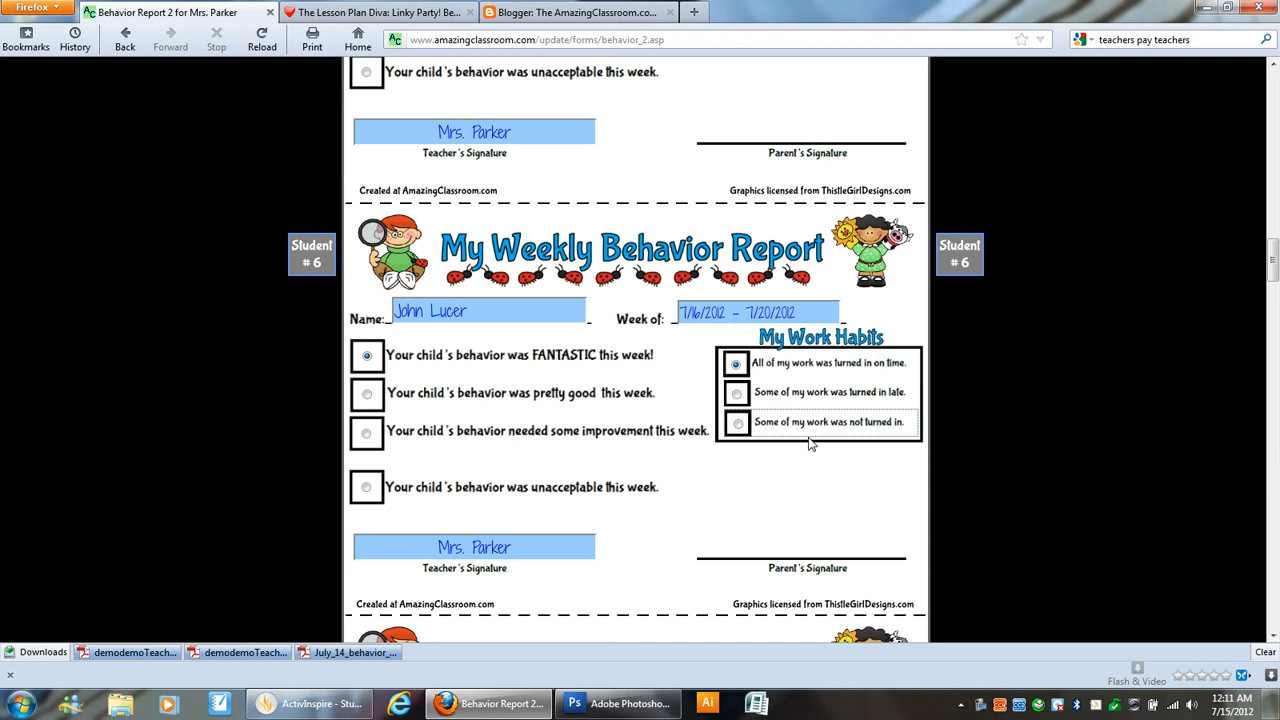 Firefox
Behavior Report 2 for Mrs. Parker
The Lesson Plan Diva: Linky Party! Be...
Blogger: The AmazingClassroom.co...
Bookmarks
History
Back
Forward
Stop
Reload
Print
Home
www.amazingclassroom.com/update/forms/behavior_2.asp
teachers pay teachers
Your child's behavior was unacceptable this week.
Mrs. Parker
Teacher's Signature
Parent's Signature
Created at AmazingClassroom.com
Graphics licensed from ThistleGirlDesigns.com
Student # 6
My Weekly Behavior Report
Student # 6
Name:_ John Lucer _
Week of: _ 7/16/2012 - 7/20/2012 _
My Work Habits
Your child's behavior was FANTASTIC this week!
All of my work was turned in on time.
Your child's behavior was pretty good this week.
Some of my work was turned in late.
Your child's behavior needed some improvement this week.
Some of my work was not turned in.
Your child's behavior was unacceptable this week.
Mrs. Parker
Teacher's Signature
Parent's Signature
Created at AmazingClassroom.com
Graphics licensed from ThistleGirlDesigns.com
Downloads
demodemoTeach...
demodemoTeach...
July_14_behavior_...
Clear
Flash & Video
ActivInspire - Stu...
Behavior Report 2...
Ps
Adobe Photosho...
Ai
12:11 AM
7/15/2012